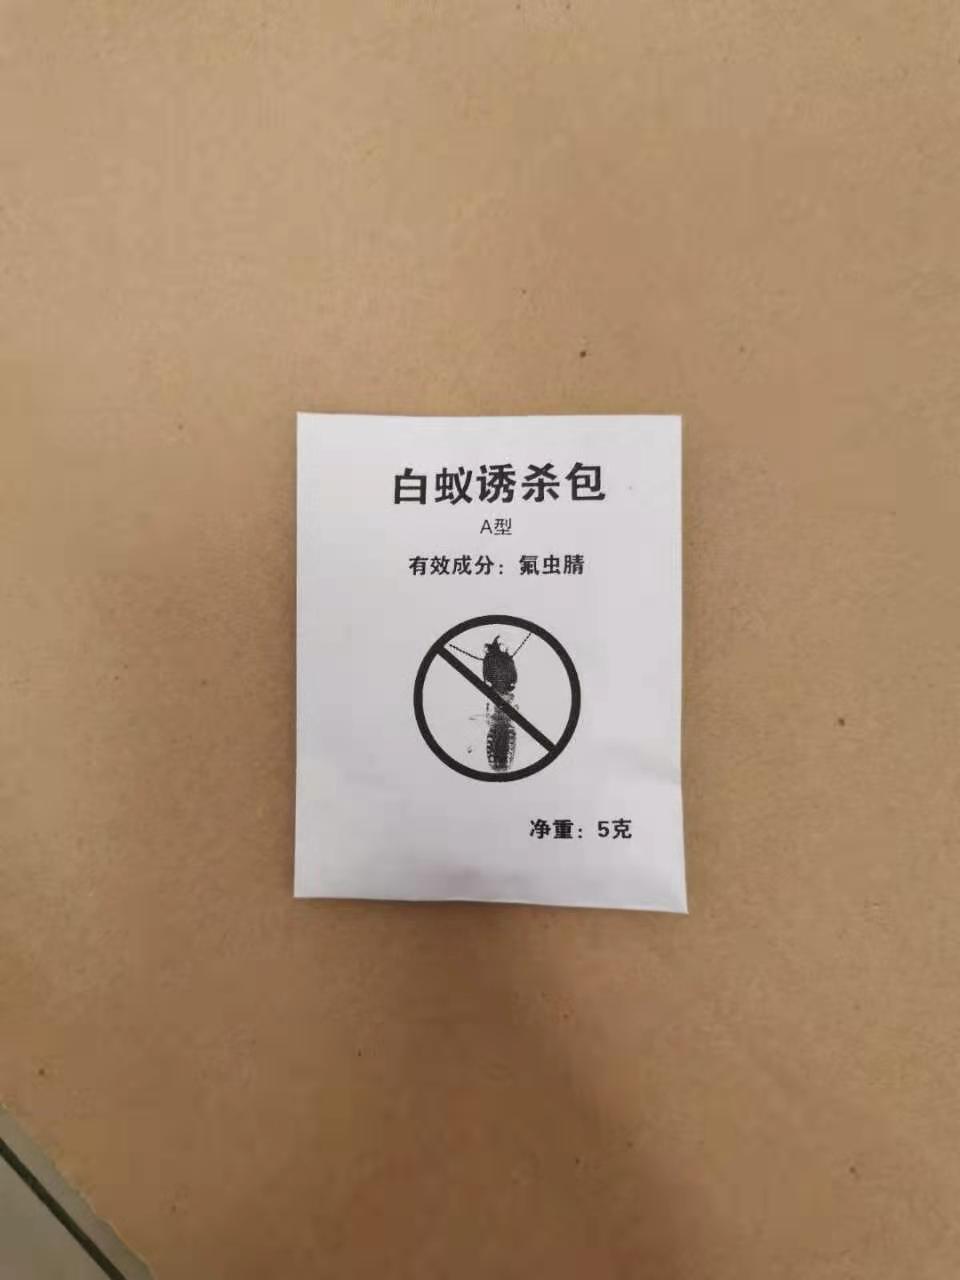 白蚁诱杀包
A型
有效成分：氟虫腈
净重：5克